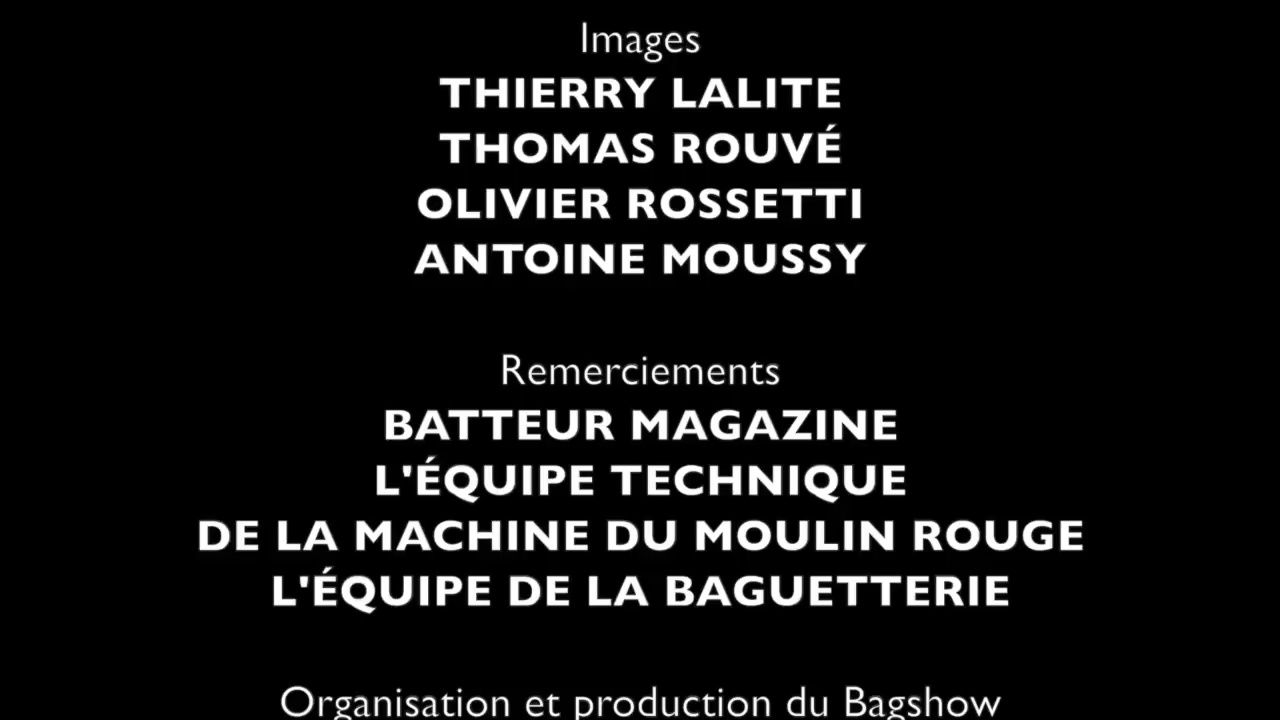 Images
THIERRY LALITE
THOMAS ROUVÉ
OLIVIER ROSSETTI
ANTOINE MOUSSY
Remerciements
BATTEUR MAGAZINE
L'ÉQUIPE TECHNIQUE
DE LA MACHINE DU MOULIN ROUGE
L'ÉQUIPE DE LA BAGUETTERIE
Organisation et production du Bagshow